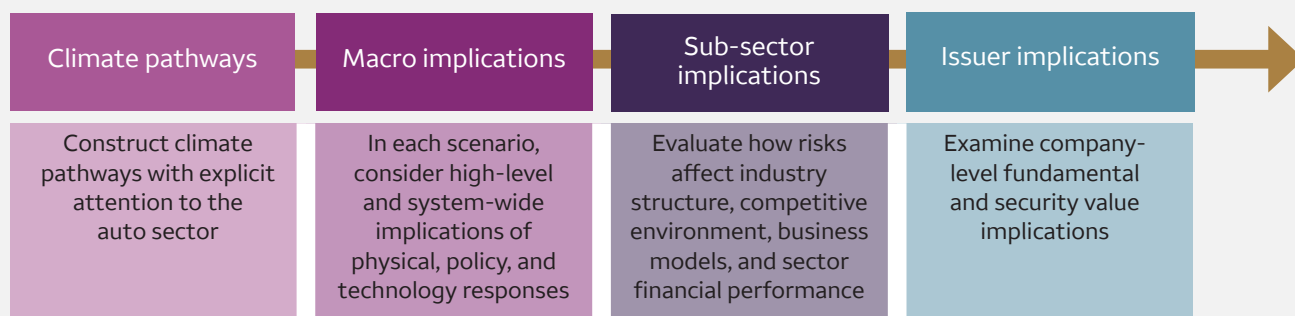 Climate pathways
Construct climate
pathways with explicit
attention to the
auto sector
Macro implications
In each scenario,
consider high-level
and system-wide
implications of
physical, policy, and
technology responses
Sub-sector
implications
Evaluate how risks
affect industry
structure, competitive
environment, business
models, and sector
financial performance
Issuer implications
Examine company-
level fundamental
and security value
implications